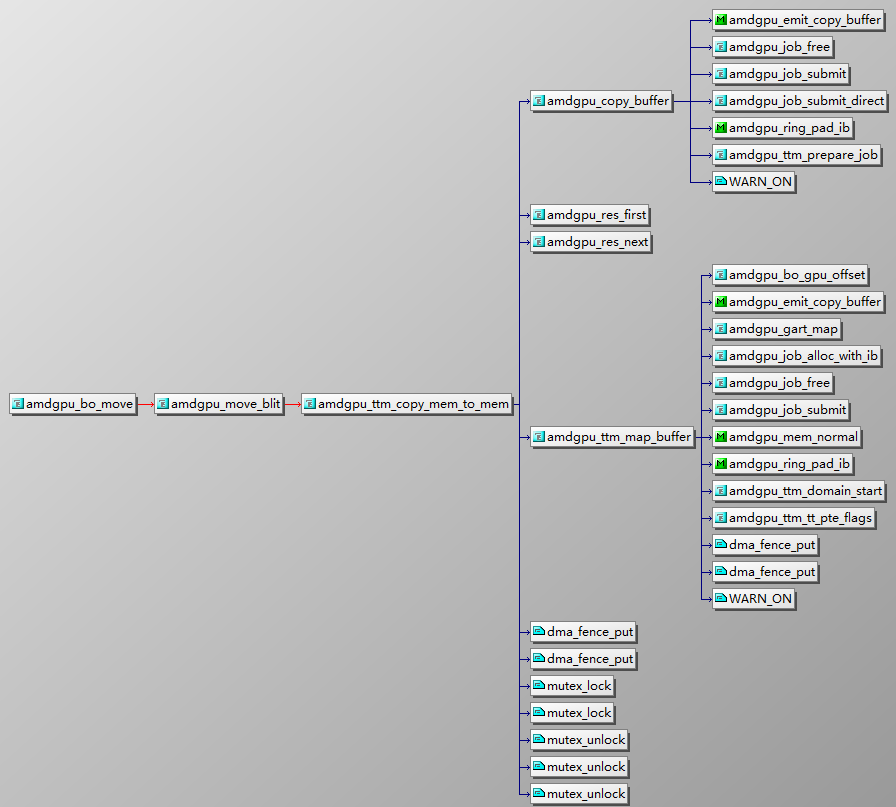 amdgpu_bo_move
amdgpu_move_blit
amdgpu_ttm_copy_mem_to_mem
amdgpu_copy_buffer
amdgpu_emit_copy_buffer
amdgpu_job_free
amdgpu_job_submit
amdgpu_job_submit_direct
amdgpu_ring_pad_ib
amdgpu_ttm_prepare_job
WARN_ON
amdgpu_res_first
amdgpu_res_next
amdgpu_ttm_map_buffer
amdgpu_bo_gpu_offset
amdgpu_emit_copy_buffer
amdgpu_gart_map
amdgpu_job_alloc_with_ib
amdgpu_job_free
amdgpu_job_submit
amdgpu_mem_normal
amdgpu_ring_pad_ib
amdgpu_ttm_domain_start
amdgpu_ttm_tt_pte_flags
dma_fence_put
dma_fence_put
WARN_ON
dma_fence_put
dma_fence_put
mutex_lock
mutex_lock
mutex_unlock
mutex_unlock
mutex_unlock